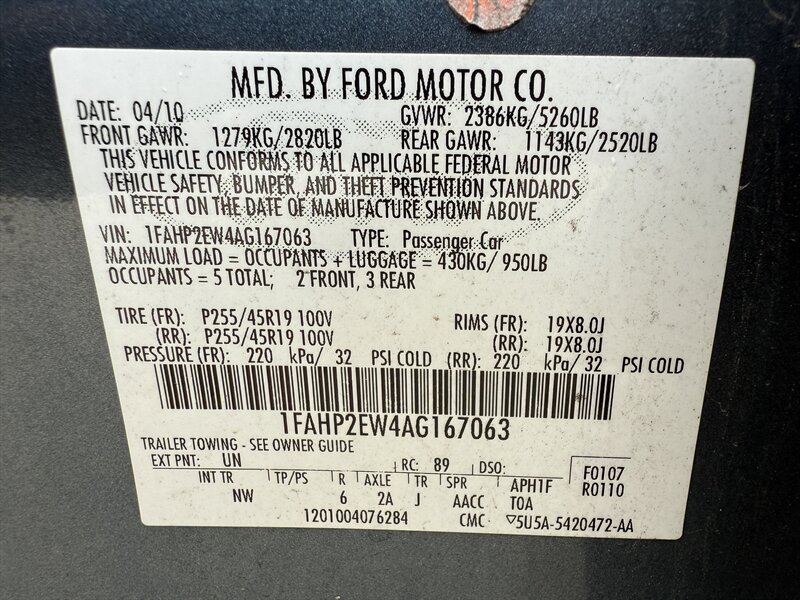 MFD. BY FORD MOTOR CO.
DATE: 04/10 GVWR: 2386KG/5260LB
FRONT GAWR: 1279KG/2820LB REAR GAWR: 1143KG/2520LB
THIS VEHICLE CONFORMS TO ALL APPLICABLE FEDERAL MOTOR
VEHICLE SAFETY, BUMPER, AND THEFT PREVENTION STANDARDS
IN EFFECT ON THE DATE OF MANUFACTURE SHOWN ABOVE.
VIN: 1FAHP2EW4AG167063 TYPE: Passenger Car
MAXIMUM LOAD = OCCUPANTS + LUGGAGE = 430KG/ 950LB
OCCUPANTS = 5 TOTAL; 2 FRONT, 3 REAR
TIRE (FR): P255/45R19 100V RIMS (FR): 19X8.0J
(RR): P255/45R19 100V (RR): 19X8.0J
PRESSURE (FR): 220 kPa/ 32 PSI COLD (RR): 220 kPa/ 32 PSI COLD
1FAHP2EW4AG167063
TRAILER TOWING - SEE OWNER GUIDE
EXT PNT: UN RC: 89 DSO: F0107
INT TR TP/PS R AXLE TR SPR APH1F R0110
NW 6 2A J AACC TOA
1201004076284 CMC ▽5U5A-5420472-AA